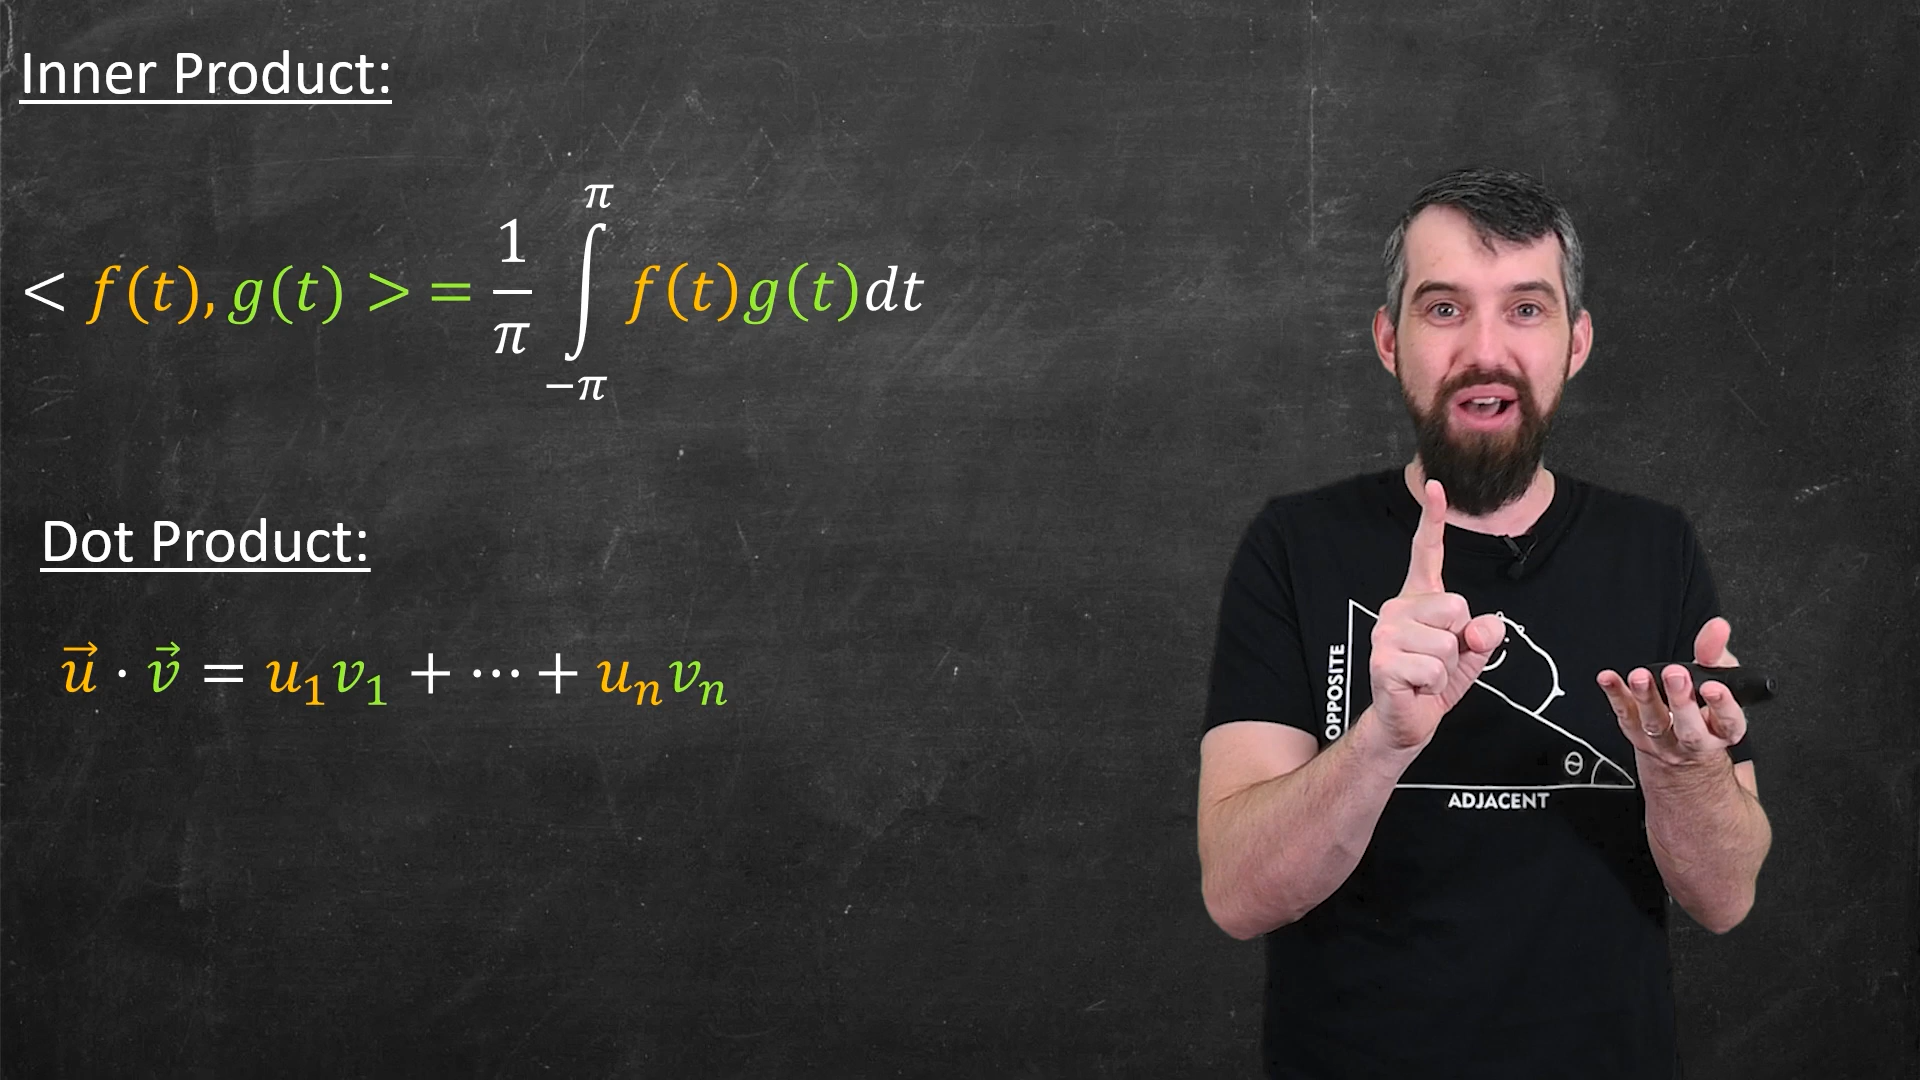 Inner Product:
< f(t), g(t) > = 1/π ∫_{−π}^{π} f(t)g(t)dt
Dot Product:
u⃗ · v⃗ = u₁v₁ + ⋯ + uₙvₙ
OPPOSITE
Θ
ADJACENT